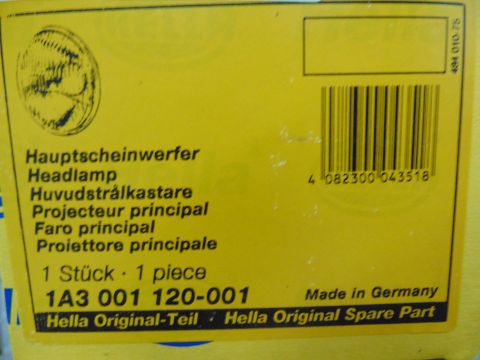 494 010-75
4 082300 043518
Hauptscheinwerfer
Headlamp
Huvudstrålkastare
Projecteur principal
Faro principal
Proiettore principale
1 Stück · 1 piece
1A3 001 120-001
Made in Germany
Hella Original-Teil · Hella Original Spare Part